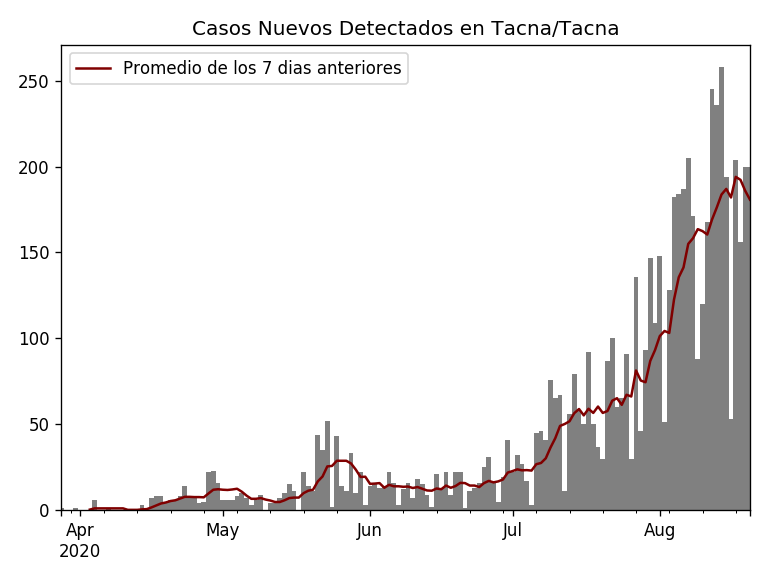 Casos Nuevos Detectados en Tacna/Tacna
Promedio de los 7 dias anteriores
250
200
150
100
50
0
Apr May Jun Jul Aug
2020